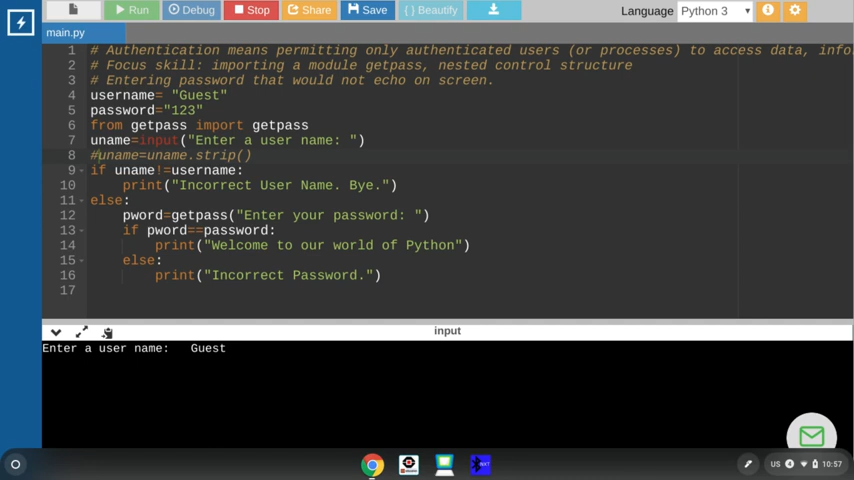 Run Debug Stop Share Save { } Beautify Language Python 3
main.py
1 # Authentication means permitting only authenticated users (or processes) to access data, info
2 # Focus skill: importing a module getpass, nested control structure
3 # Entering password that would not echo on screen.
4 username= "Guest"
5 password="123"
6 from getpass import getpass
7 uname=input("Enter a user name: ")
8 #uname=uname.strip()
9 if uname!=username:
10     print("Incorrect User Name. Bye.")
11 else:
12     pword=getpass("Enter your password: ")
13     if pword==password:
14         print("Welcome to our world of Python")
15     else:
16         print("Incorrect Password.")
17
input
Enter a user name:   Guest
US 10:57